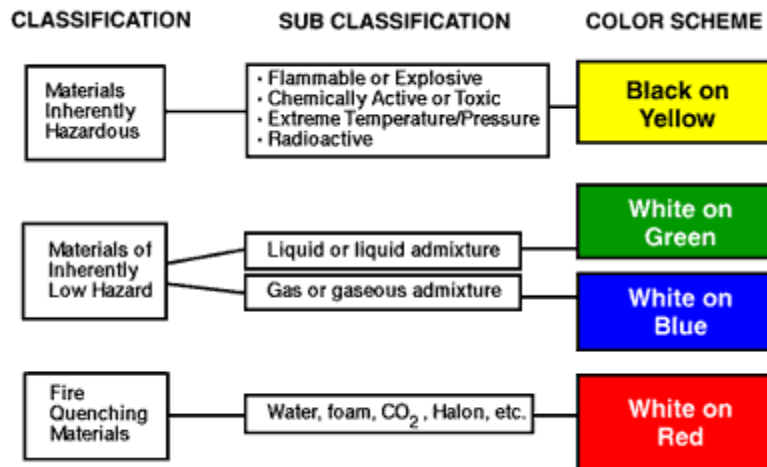 CLASSIFICATION
SUB CLASSIFICATION
COLOR SCHEME
Materials
Inherently
Hazardous
· Flammable or Explosive
· Chemically Active or Toxic
· Extreme Temperature/Pressure
· Radioactive
Black on
Yellow
Materials of
Inherently
Low Hazard
Liquid or liquid admixture
White on
Green
Gas or gaseous admixture
White on
Blue
Fire
Quenching
Materials
Water, foam, CO₂ , Halon, etc.
White on
Red